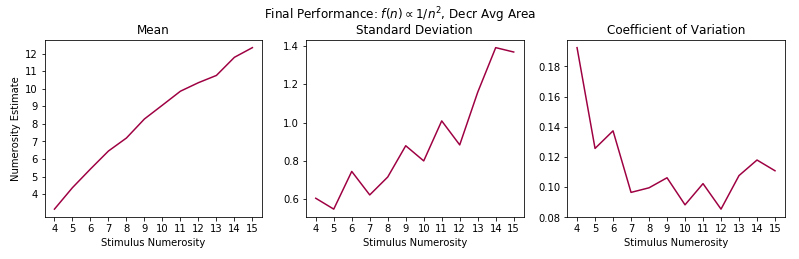 Final Performance: f(n) ∝ 1/n², Decr Avg Area
Mean
Numerosity Estimate
12
11
10
9
8
7
6
5
4
4 5 6 7 8 9 10 11 12 13 14 15
Stimulus Numerosity
Standard Deviation
1.4
1.2
1.0
0.8
0.6
4 5 6 7 8 9 10 11 12 13 14 15
Stimulus Numerosity
Coefficient of Variation
0.18
0.16
0.14
0.12
0.10
0.08
4 5 6 7 8 9 10 11 12 13 14 15
Stimulus Numerosity